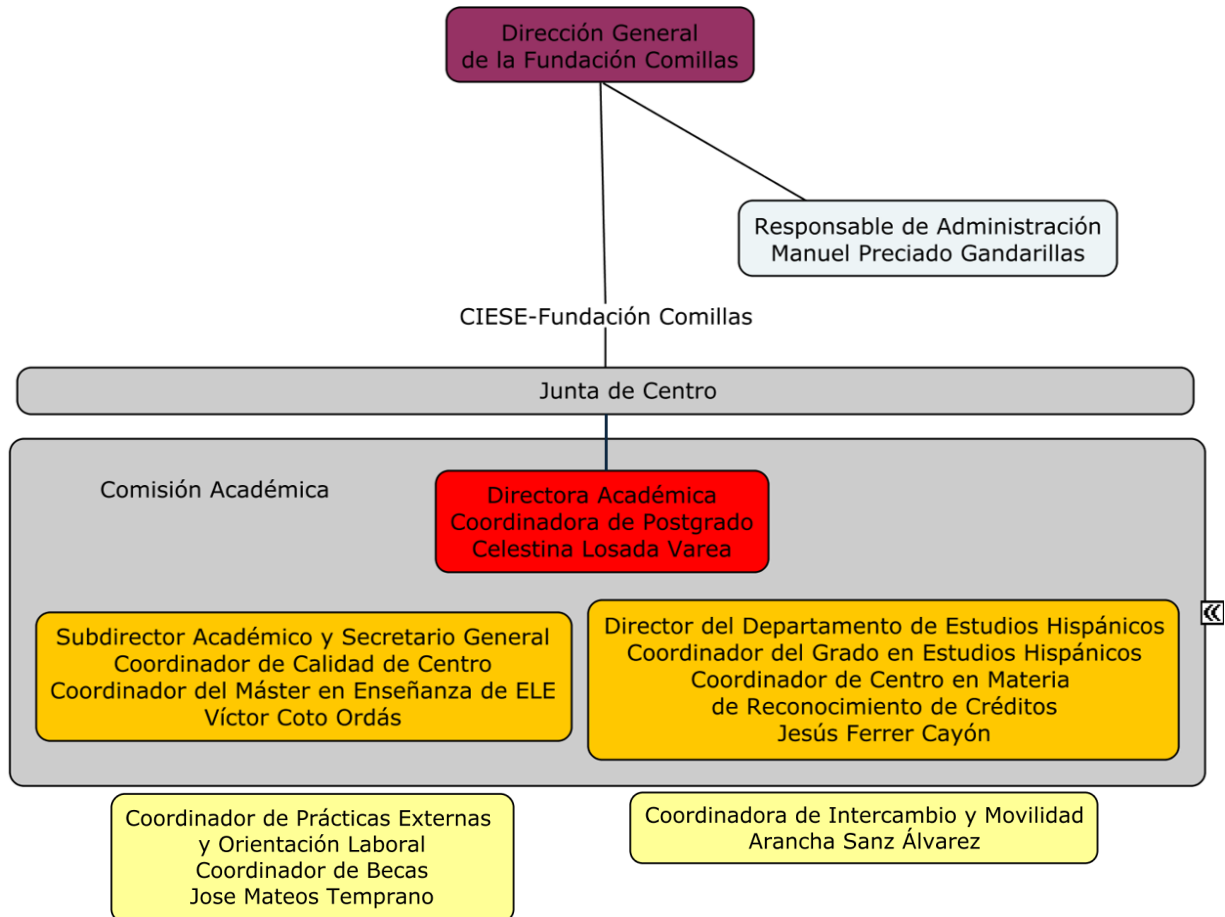 Dirección General
de la Fundación Comillas
Responsable de Administración
Manuel Preciado Gandarillas
CIESE-Fundación Comillas
Junta de Centro
Comisión Académica
Directora Académica
Coordinadora de Postgrado
Celestina Losada Varea
Subdirector Académico y Secretario General
Coordinador de Calidad de Centro
Coordinador del Máster en Enseñanza de ELE
Víctor Coto Ordás
Director del Departamento de Estudios Hispánicos
Coordinador del Grado en Estudios Hispánicos
Coordinador de Centro en Materia
de Reconocimiento de Créditos
Jesús Ferrer Cayón
Coordinador de Prácticas Externas
y Orientación Laboral
Coordinador de Becas
Jose Mateos Temprano
Coordinadora de Intercambio y Movilidad
Arancha Sanz Álvarez